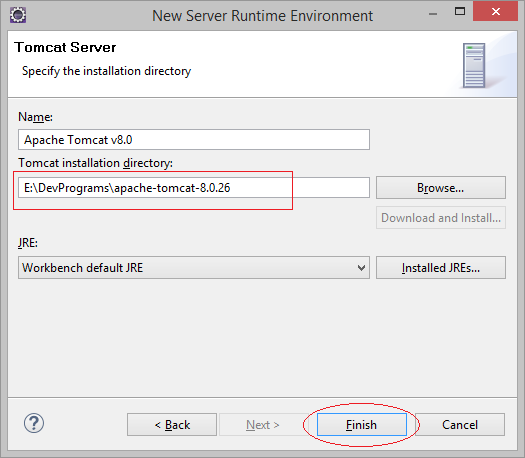 New Server Runtime Environment
Tomcat Server
Specify the installation directory
Name:
Apache Tomcat v8.0
Tomcat installation directory:
E:\DevPrograms\apache-tomcat-8.0.26
Browse...
Download and Install...
JRE:
Workbench default JRE
Installed JREs...
?
< Back
Next >
Finish
Cancel